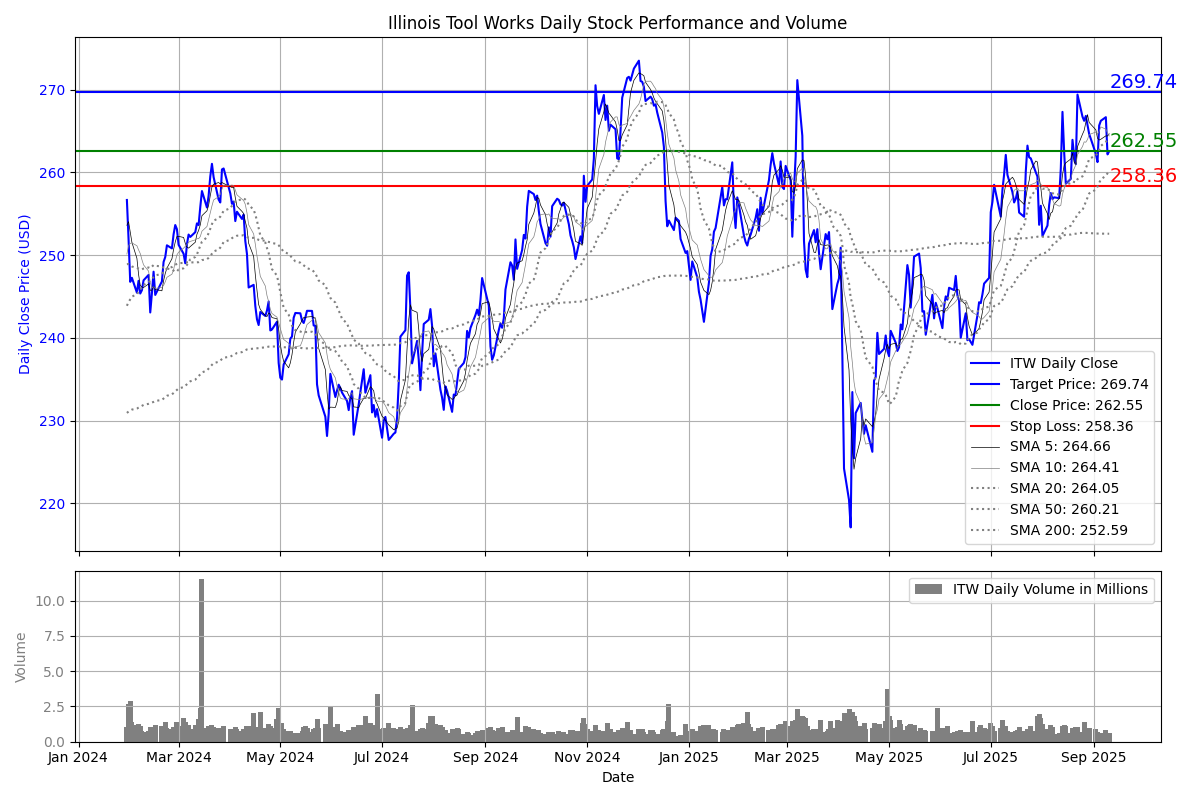 Illinois Tool Works Daily Stock Performance and Volume
269.74
262.55
258.36
270
260
250
240
230
220
Daily Close Price (USD)
ITW Daily Close
Target Price: 269.74
Close Price: 262.55
Stop Loss: 258.36
SMA 5: 264.66
SMA 10: 264.41
SMA 20: 264.05
SMA 50: 260.21
SMA 200: 252.59
ITW Daily Volume in Millions
10.0
7.5
5.0
2.5
0.0
Volume
Jan 2024 Mar 2024 May 2024 Jul 2024 Sep 2024 Nov 2024 Jan 2025 Mar 2025 May 2025 Jul 2025 Sep 2025
Date